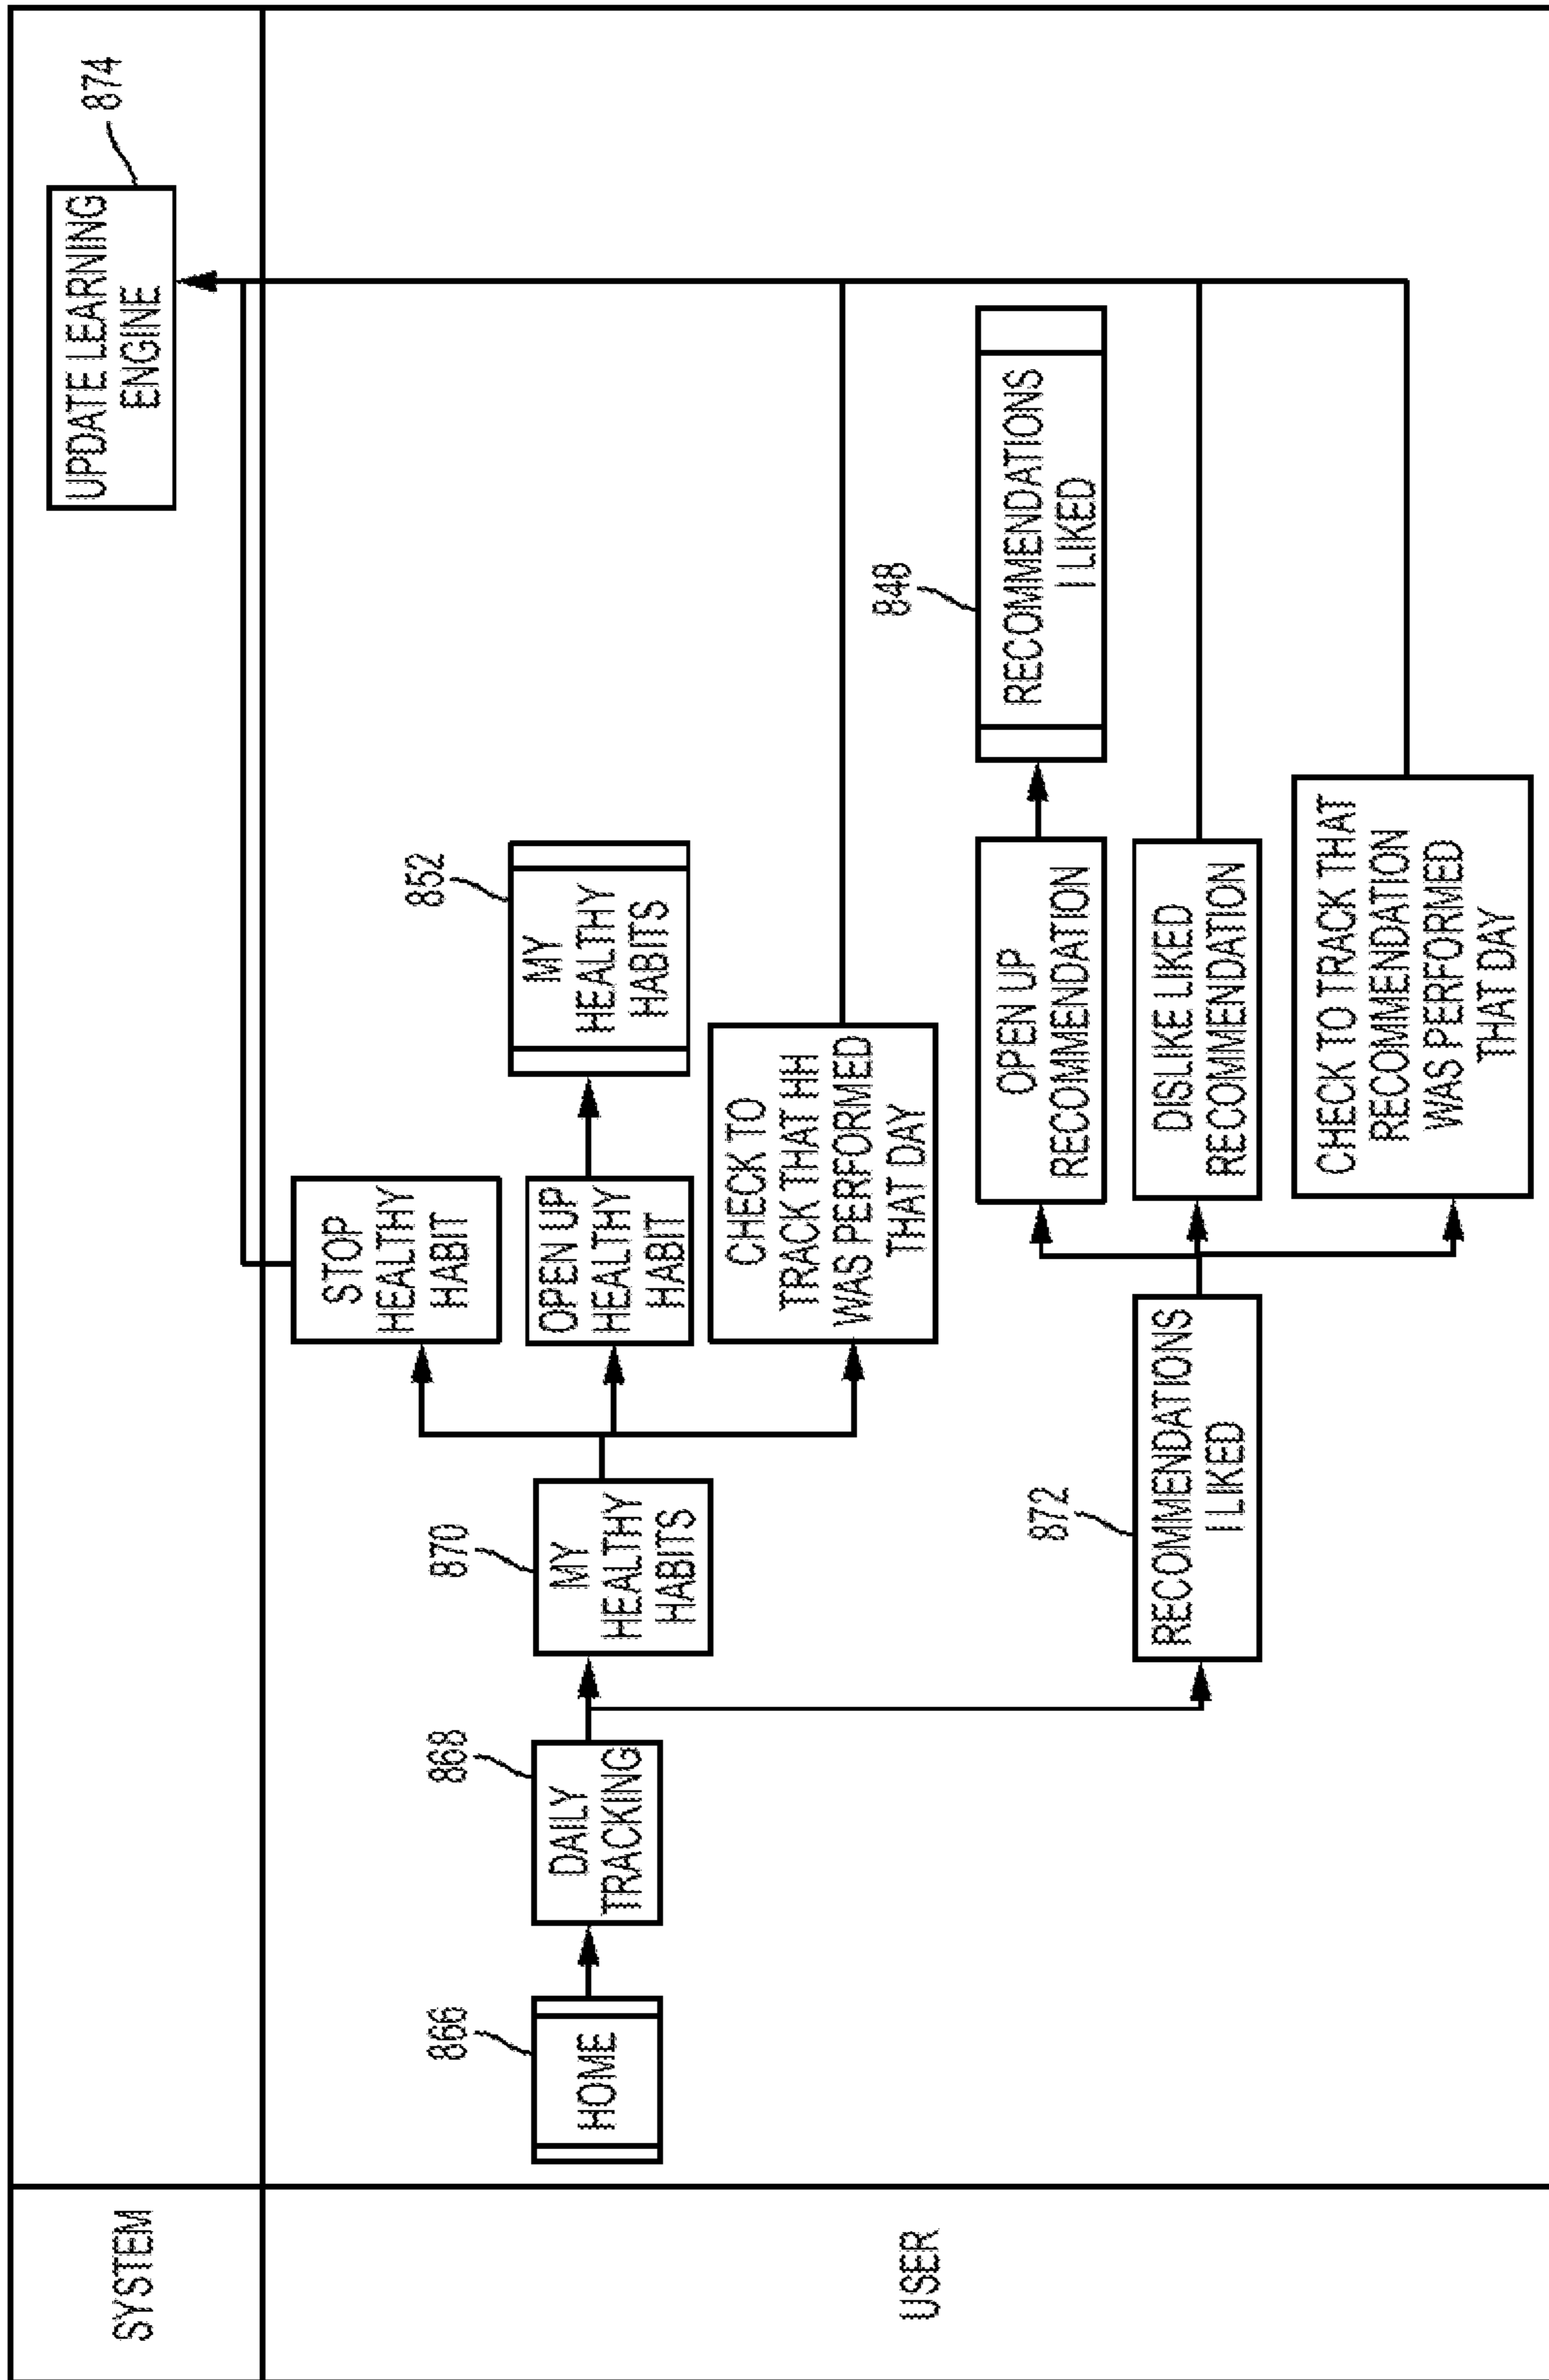 SYSTEM
874
UPDATE LEARNING
ENGINE
USER
866
HOME
868
DAILY
TRACKING
870
MY
HEALTHY
HABITS
STOP
HEALTHY
HABIT
OPEN UP
HEALTHY
HABIT
852
MY
HEALTHY
HABITS
CHECK TO
TRACK THAT HH
WAS PERFORMED
THAT DAY
872
RECOMMENDATIONS
I LIKED
OPEN UP
RECOMMENDATION
848
RECOMMENDATIONS
I LIKED
DISLIKE LIKED
RECOMMENDATION
CHECK TO TRACK THAT
RECOMMENDATION
WAS PERFORMED
THAT DAY